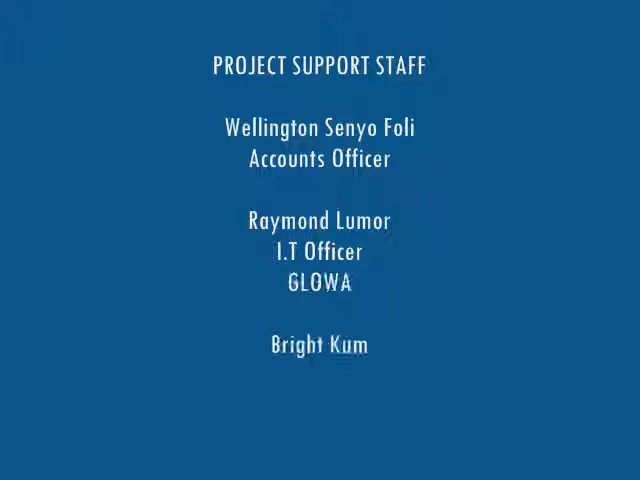 PROJECT SUPPORT STAFF
Wellington Senyo Foli
Accounts Officer
Raymond Lumor
I.T Officer
GLOWA
Bright Kum